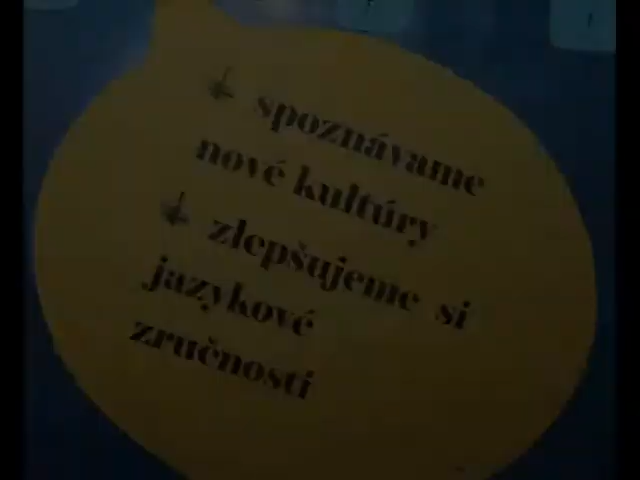 spoznávame
nové kultúry
zlepšujeme si
jazykové
zručnosti